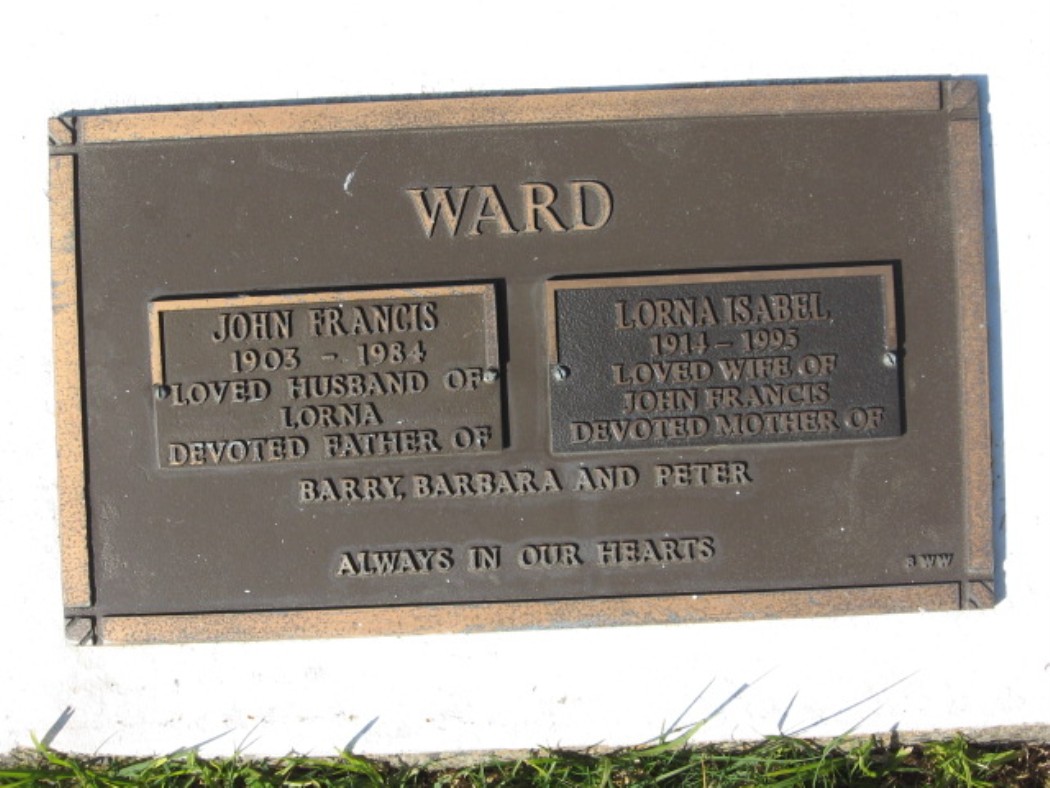 WARD
JOHN FRANCIS
1903 - 1984
LOVED HUSBAND OF
LORNA
DEVOTED FATHER OF
LORNA ISABEL
1914 - 1995
LOVED WIFE OF
JOHN FRANCIS
DEVOTED MOTHER OF
BARRY, BARBARA AND PETER
ALWAYS IN OUR HEARTS